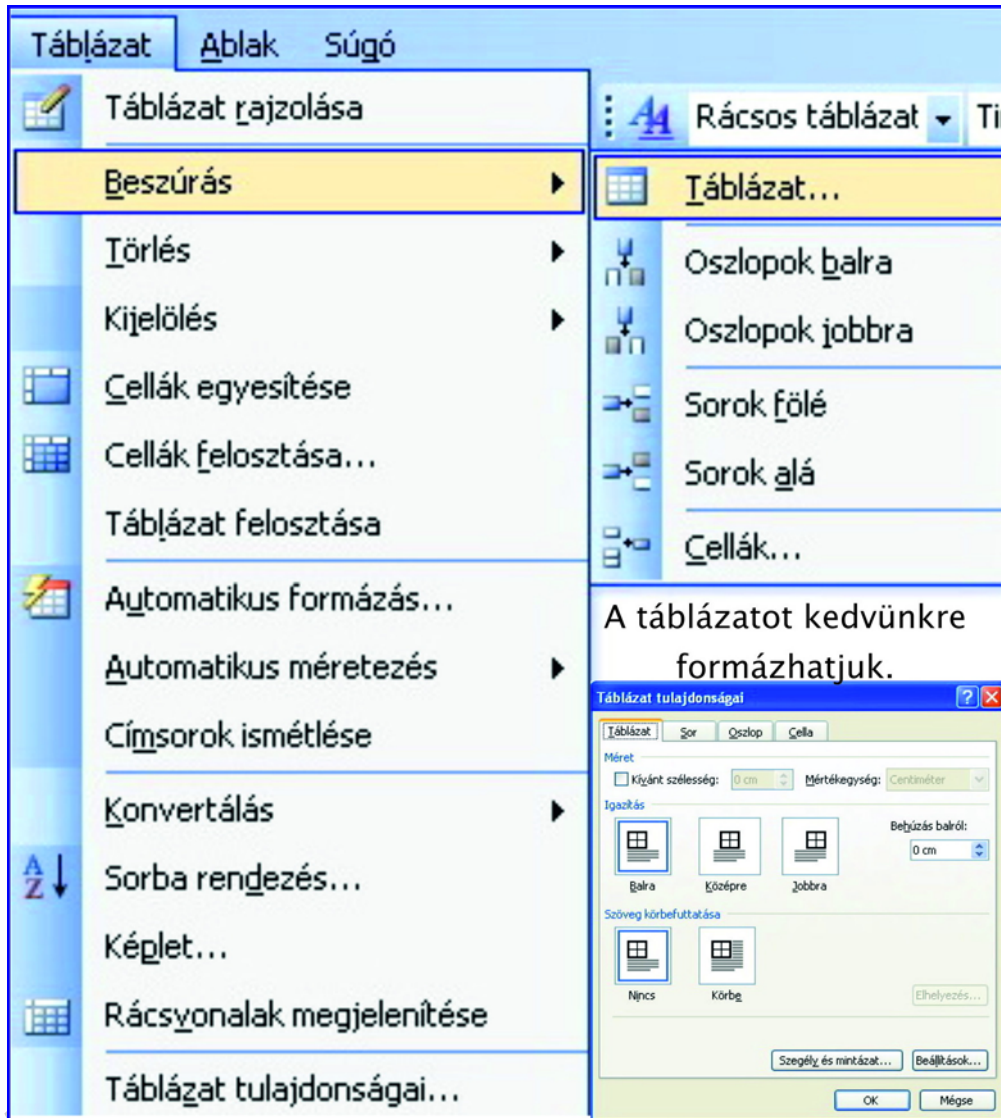 Táblázat Ablak Súgó
Táblázat rajzolása
Beszúrás
Törlés
Kijelölés
Cellák egyesítése
Cellák felosztása...
Táblázat felosztása
Automatikus formázás...
Automatikus méretezés
Címsorok ismétlése
Konvertálás
Sorba rendezés...
Képlet...
Rácsvonalak megjelenítése
Táblázat tulajdonságai...
Rácsos táblázat
Táblázat...
Oszlopok balra
Oszlopok jobbra
Sorok fölé
Sorok alá
Cellák...
A táblázatot kedvünkre
formázhatjuk.
Táblázat tulajdonságai
Táblázat Sor Oszlop Cella
Méret
Kívánt szélesség: 0 cm Mértékegység: Centiméter
Igazítás
Behúzás balról:
0 cm
Balra Középre Jobbra
Szöveg körbefuttatása
Nincs Körbe
Elhelyezés...
Szegély és mintázat... Beállítások...
OK Mégse